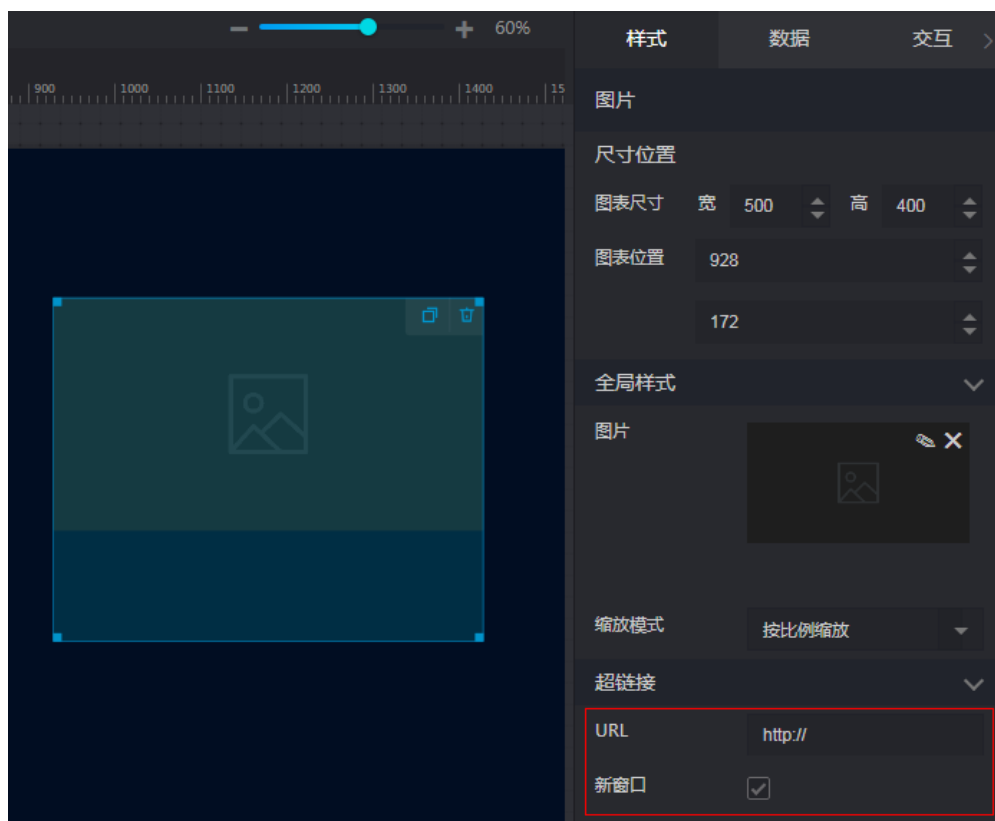 60%
样式 数据 交互
900 1000 1100 1200 1300 1400 15
图片
尺寸位置
图表尺寸 宽 500 高 400
图表位置 928
172
全局样式
图片
缩放模式 按比例缩放
超链接
URL http://
新窗口